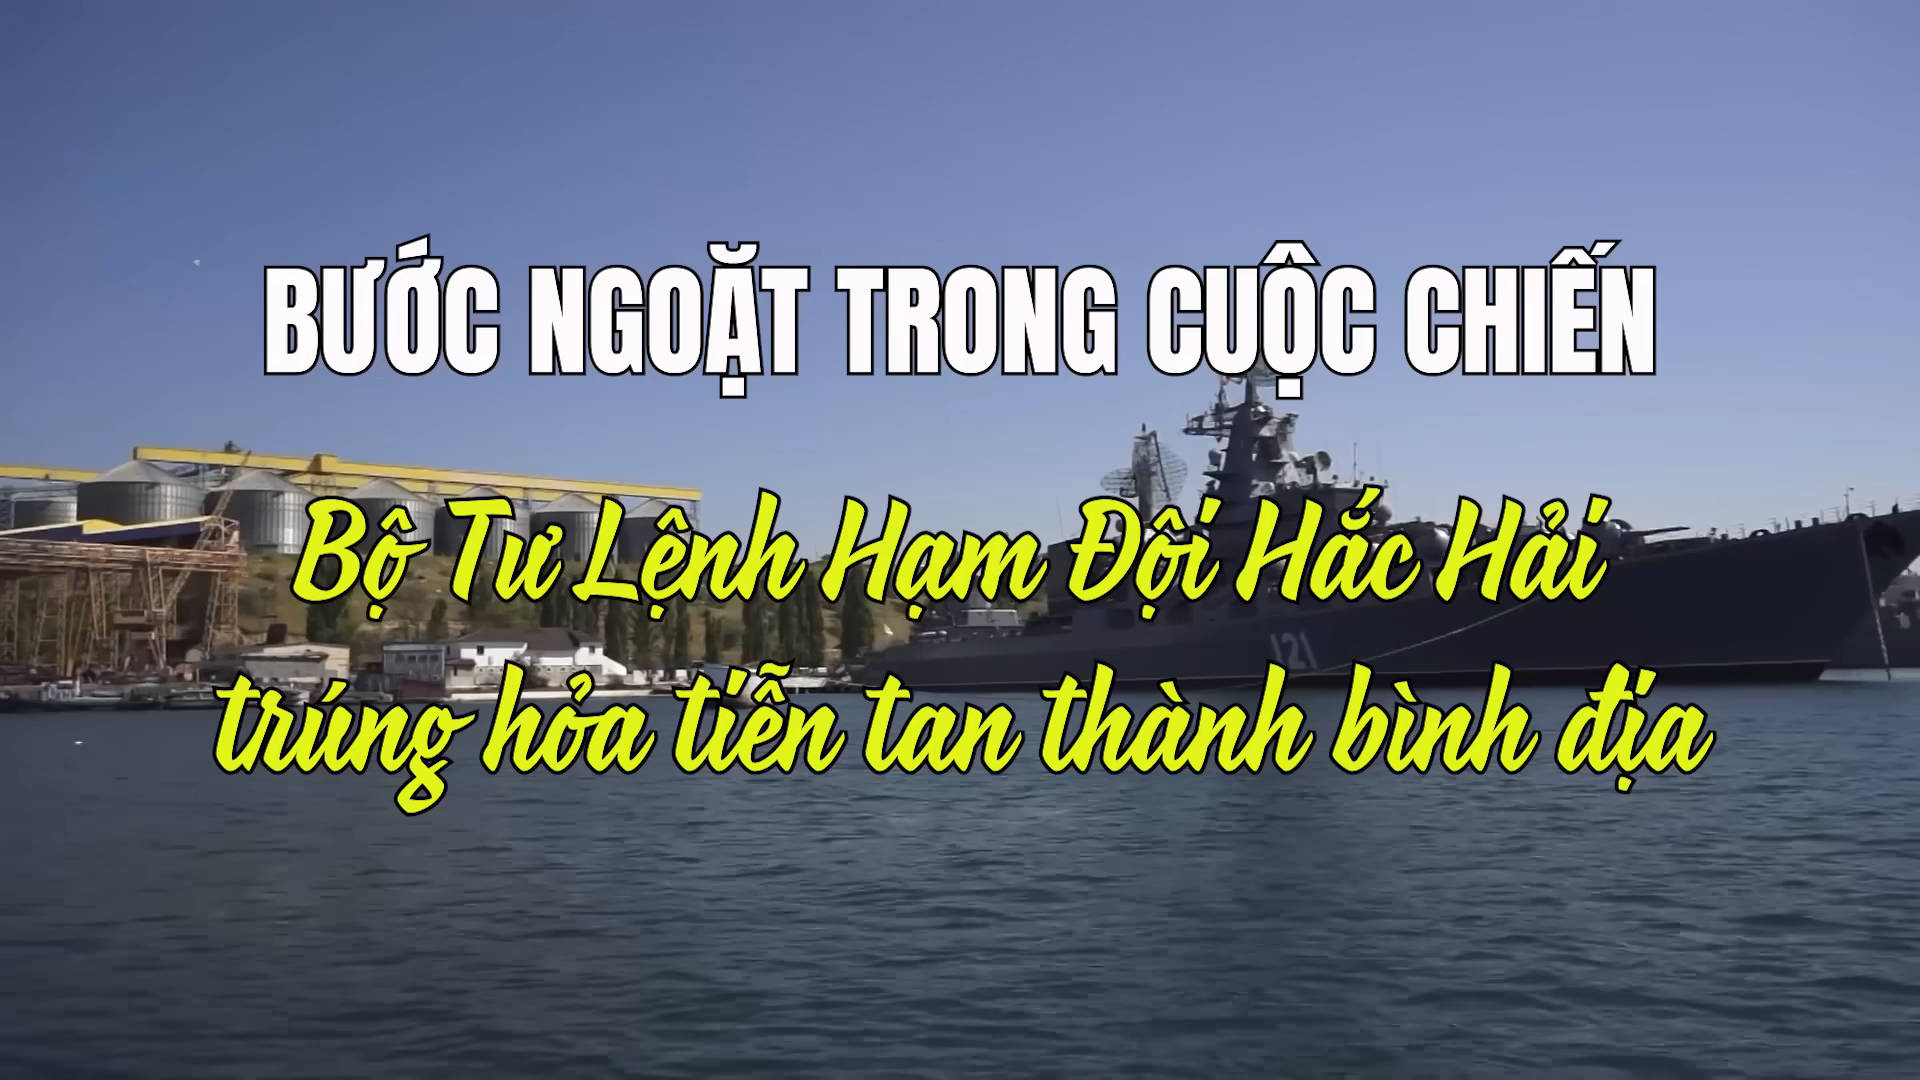 BƯỚC NGOẶT TRONG CUỘC CHIẾN
Bộ Tư Lệnh Hạm Đội Hắc Hải
121
trúng hỏa tiễn tan thành bình địa